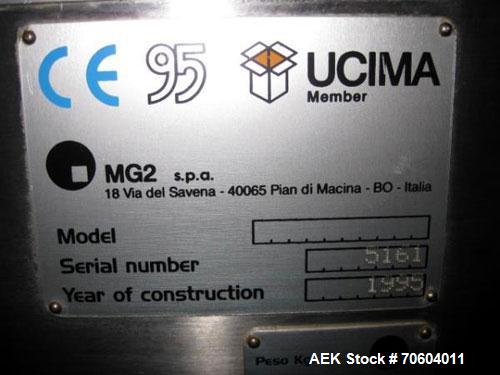 CE 95 UCIMA
Member
MG2 s.p.a.
18 Via del Savena - 40065 Pian di Macina - BO - Italia
Model
Serial number 5161
Year of construction 1995
Peso Kg
AEK Stock # 70604011